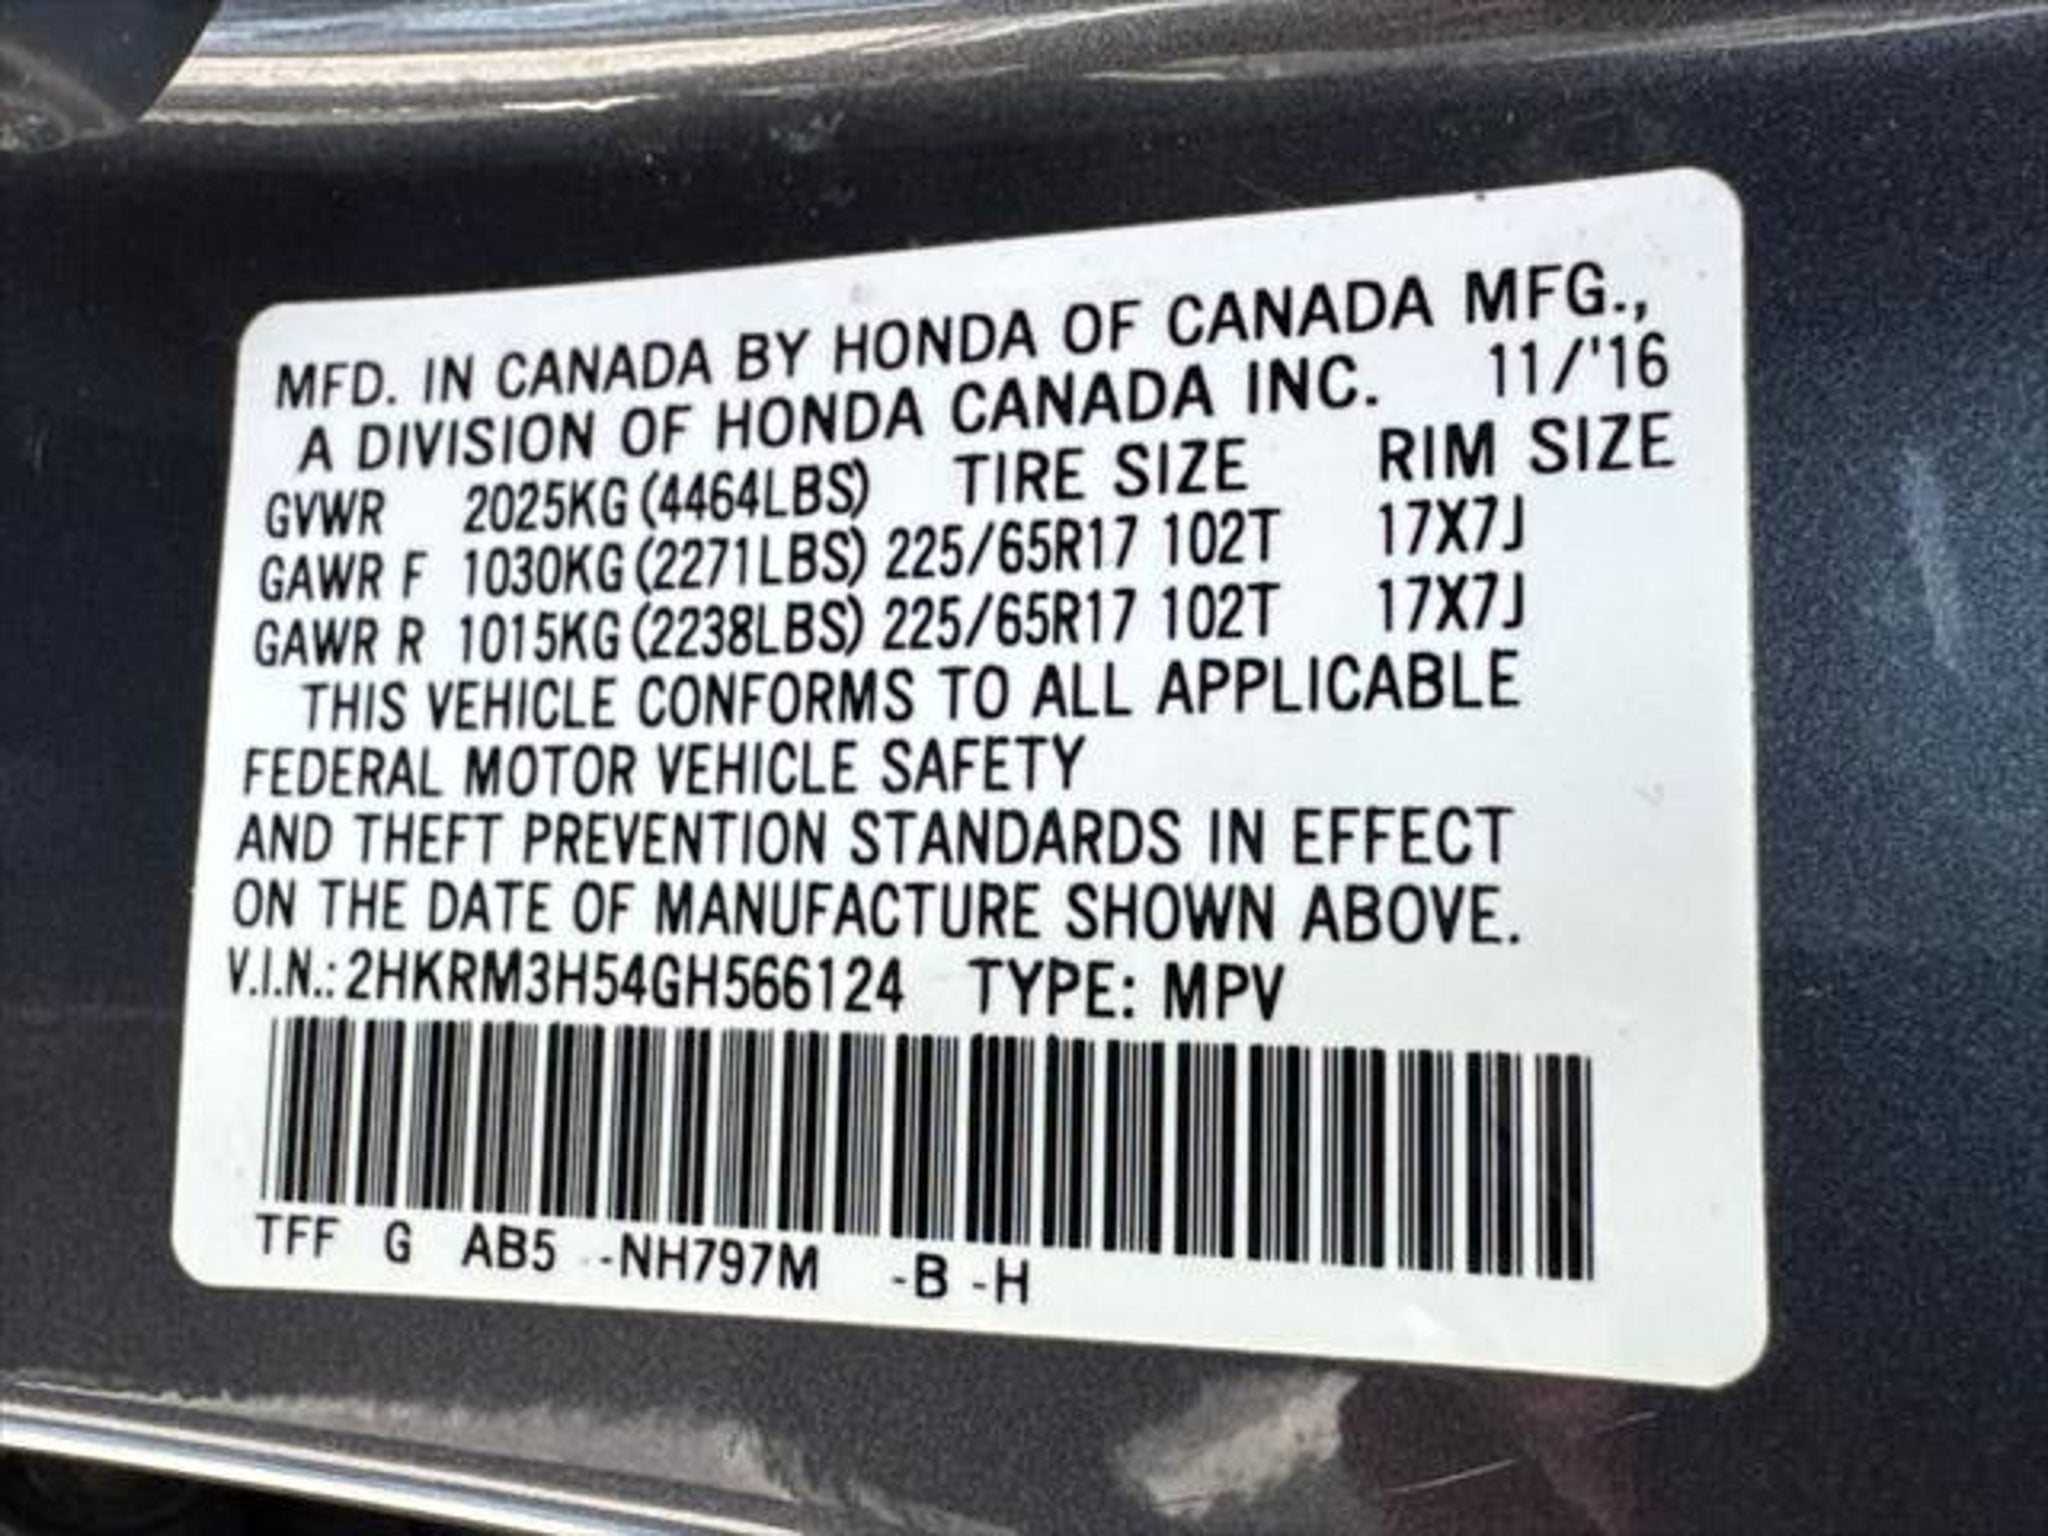 MFD. IN CANADA BY HONDA OF CANADA MFG.,
A DIVISION OF HONDA CANADA INC. 11/'16
GVWR 2025KG (4464LBS) TIRE SIZE RIM SIZE
GAWR F 1030KG (2271LBS) 225/65R17 102T 17X7J
GAWR R 1015KG (2238LBS) 225/65R17 102T 17X7J
THIS VEHICLE CONFORMS TO ALL APPLICABLE
FEDERAL MOTOR VEHICLE SAFETY
AND THEFT PREVENTION STANDARDS IN EFFECT
ON THE DATE OF MANUFACTURE SHOWN ABOVE.
V.I.N.: 2HKRM3H54GH566124 TYPE: MPV
TFF G AB5 --NH797M -B -H